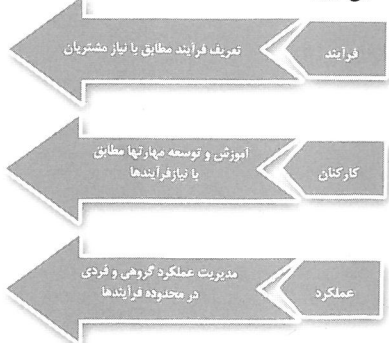 فرآیند
تعریف فرآیند مطابق با نیاز مشتریان
کارکنان
آموزش و توسعه مهارتها مطابق
با نیازفرآیندها
عملکرد
مدیریت عملکرد گروهی و فردی
در محدوده فرآیندها